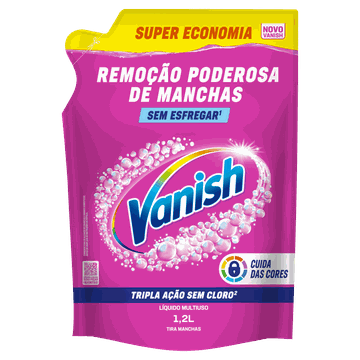 SUPER ECONOMIA
NOVO
VANISH
REMOÇÃO PODEROSA
DE MANCHAS
SEM ESFREGAR¹
Vanish
CUIDA
DAS CORES
TRIPLA AÇÃO SEM CLORO²
LÍQUIDO MULTIUSO
1,2L
TIRA MANCHAS